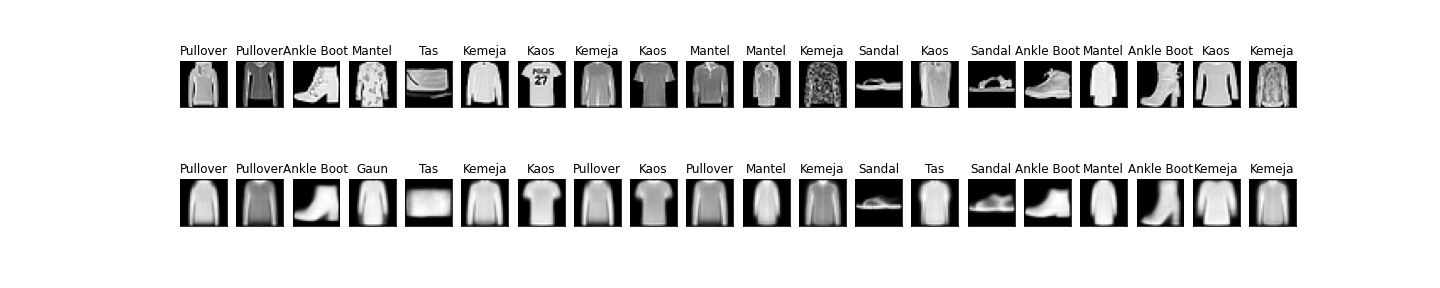 Pullover Pullover Ankle Boot Mantel Tas Kemeja Kaos Kemeja Kaos Mantel Mantel Kemeja Sandal Kaos Sandal Ankle Boot Mantel Ankle Boot Kaos Kemeja
POLO
27
Pullover Pullover Ankle Boot Gaun Tas Kemeja Kaos Pullover Kaos Pullover Mantel Kemeja Sandal Tas Sandal Ankle Boot Mantel Ankle Boot Kemeja Kemeja